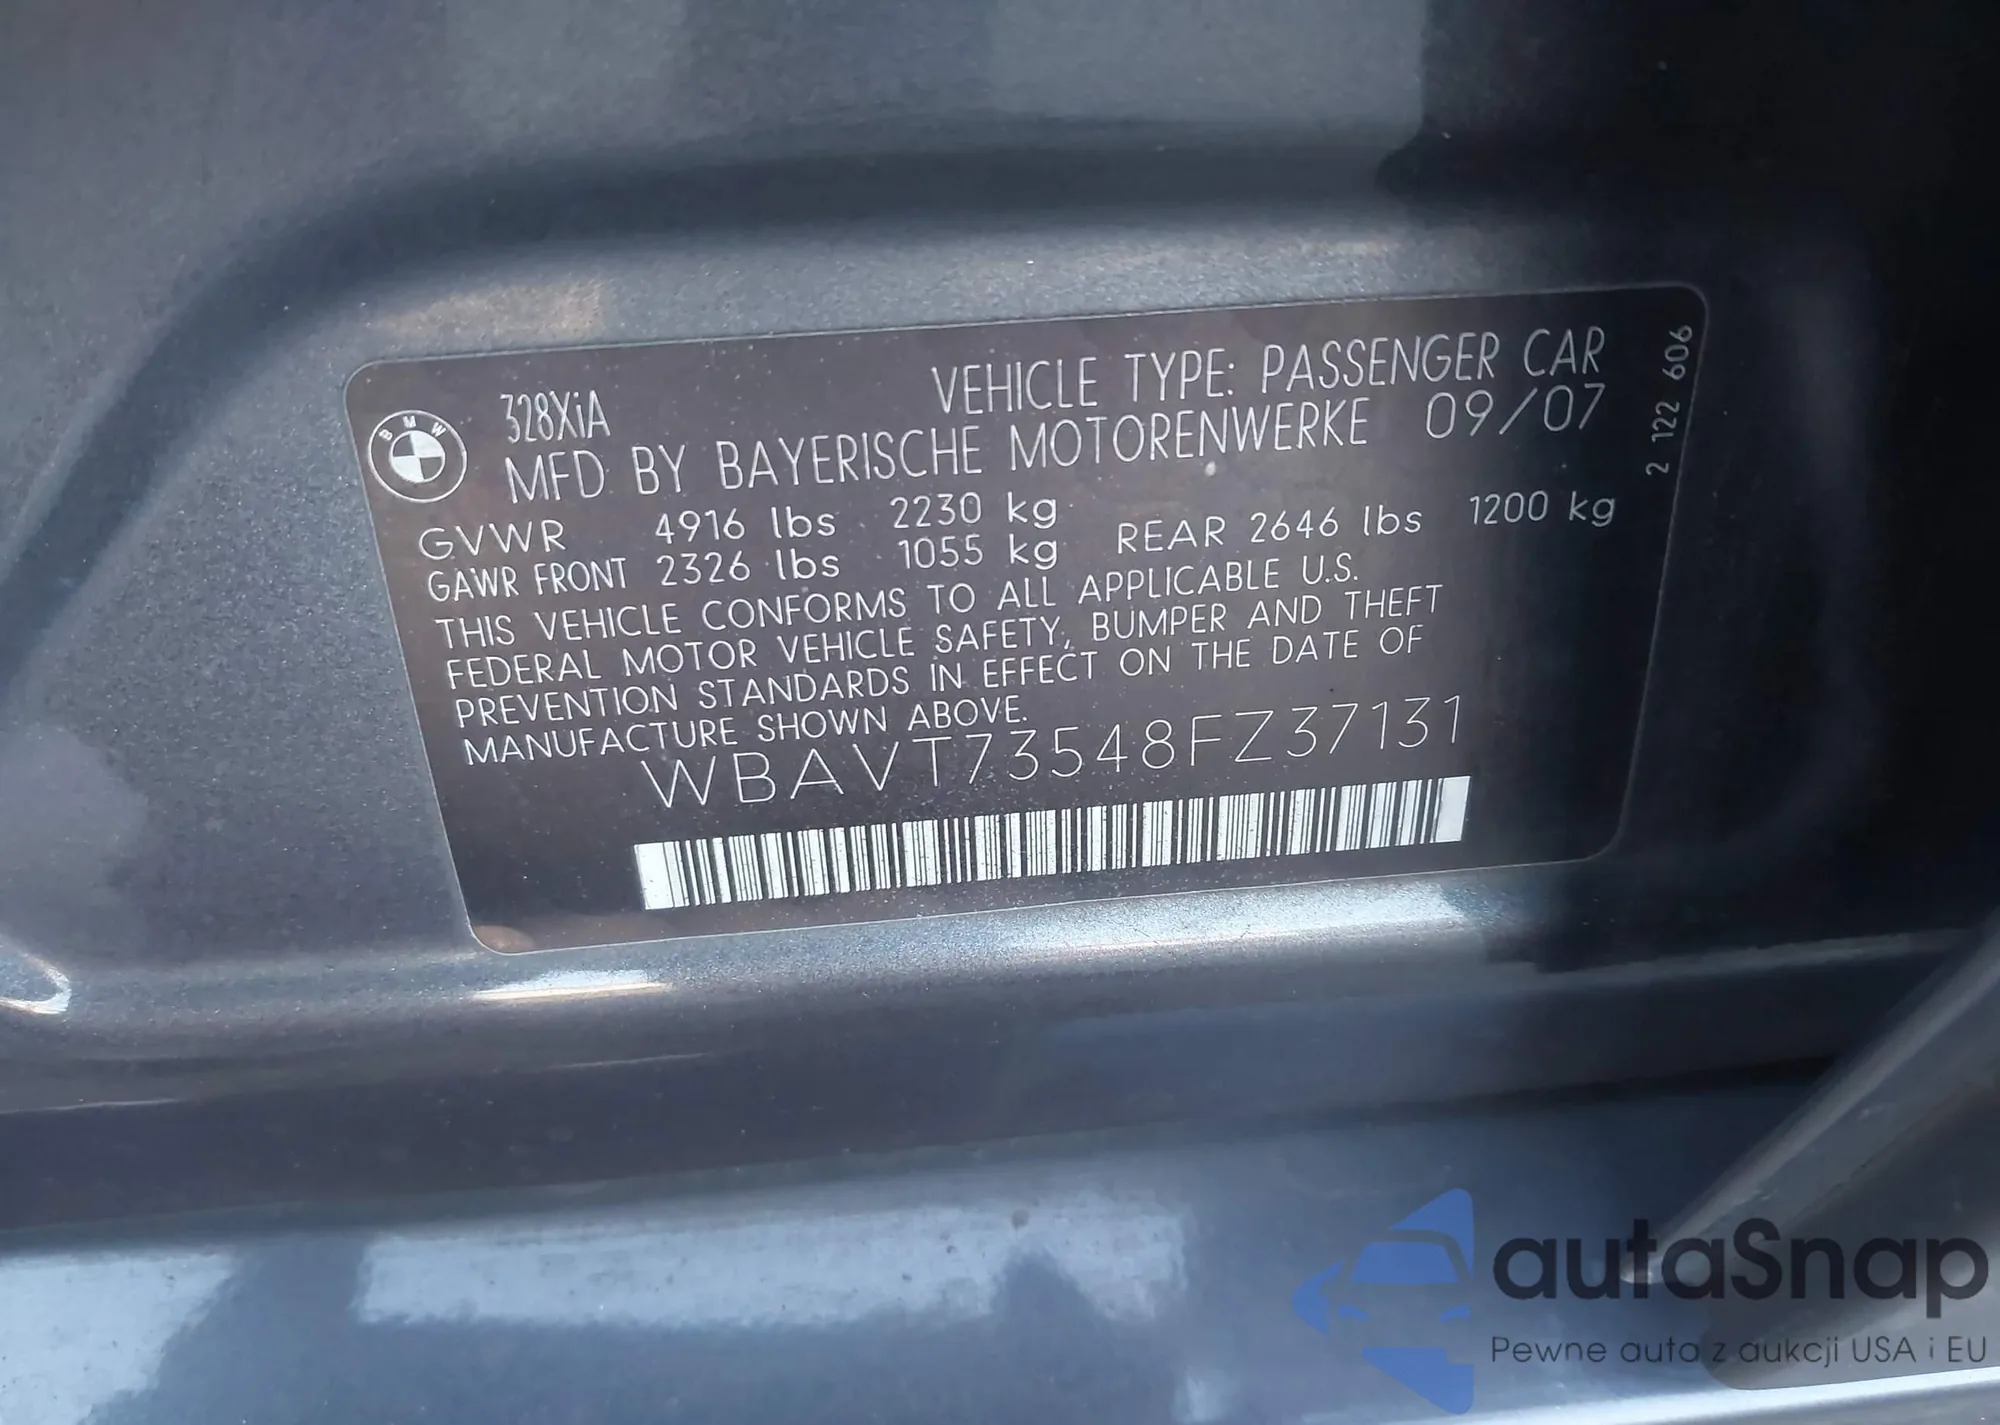 328XiA
VEHICLE TYPE: PASSENGER CAR
BMW
MFD BY BAYERISCHE MOTORENWERKE 09/07
2 122 606
GVWR 4916 lbs 2230 kg
GAWR FRONT 2326 lbs 1055 kg REAR 2646 lbs 1200 kg
THIS VEHICLE CONFORMS TO ALL APPLICABLE U.S.
FEDERAL MOTOR VEHICLE SAFETY, BUMPER AND THEFT
PREVENTION STANDARDS IN EFFECT ON THE DATE OF
MANUFACTURE SHOWN ABOVE.
WBAVT73548FZ37131
autaSnap
Pewne auta z aukcji USA i EU